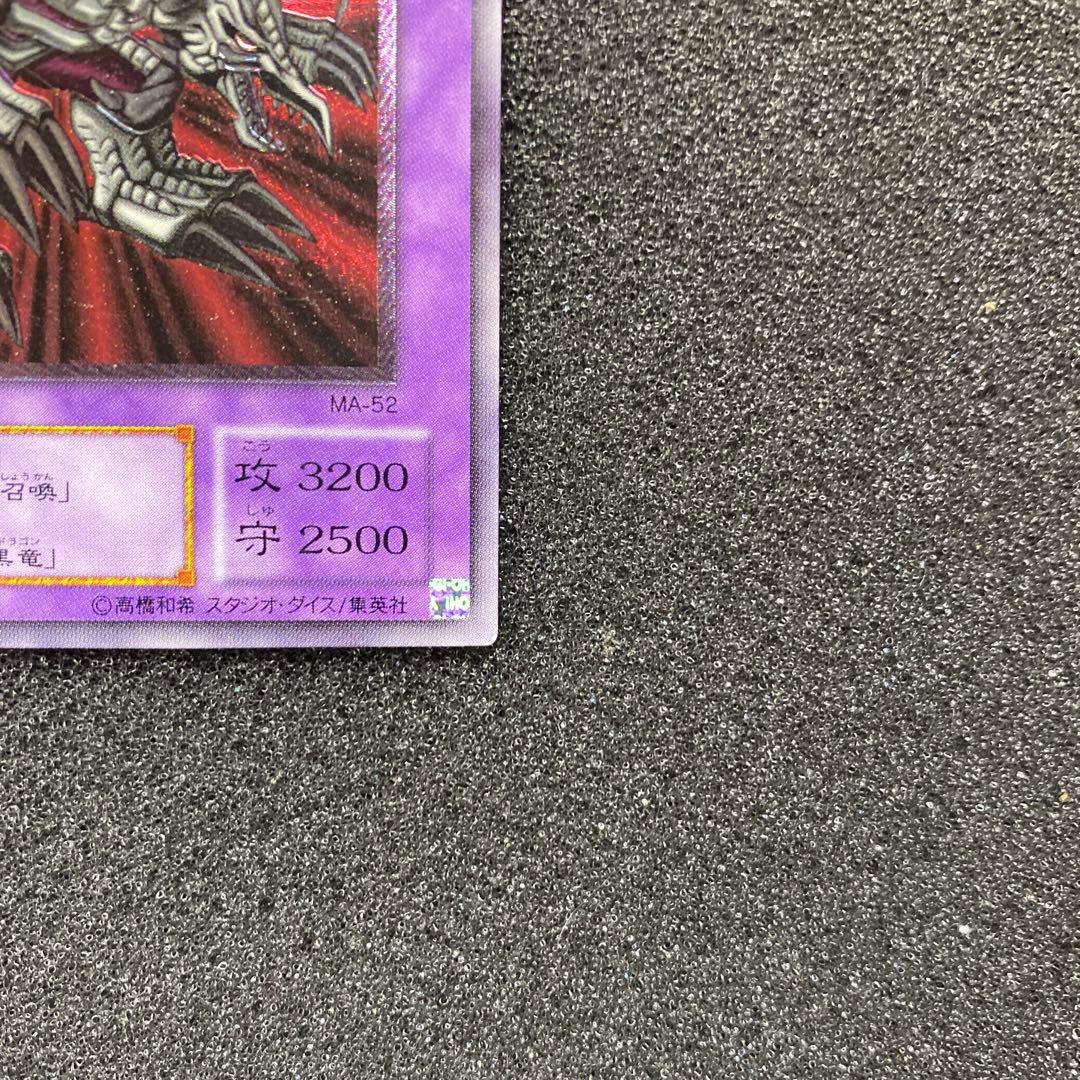 MA-52
こう
攻 3200
しょうかん
召喚」
しゅ
守 2500
ドラゴン
黒竜」
©高橋和希 スタジオ・ダイス/集英社